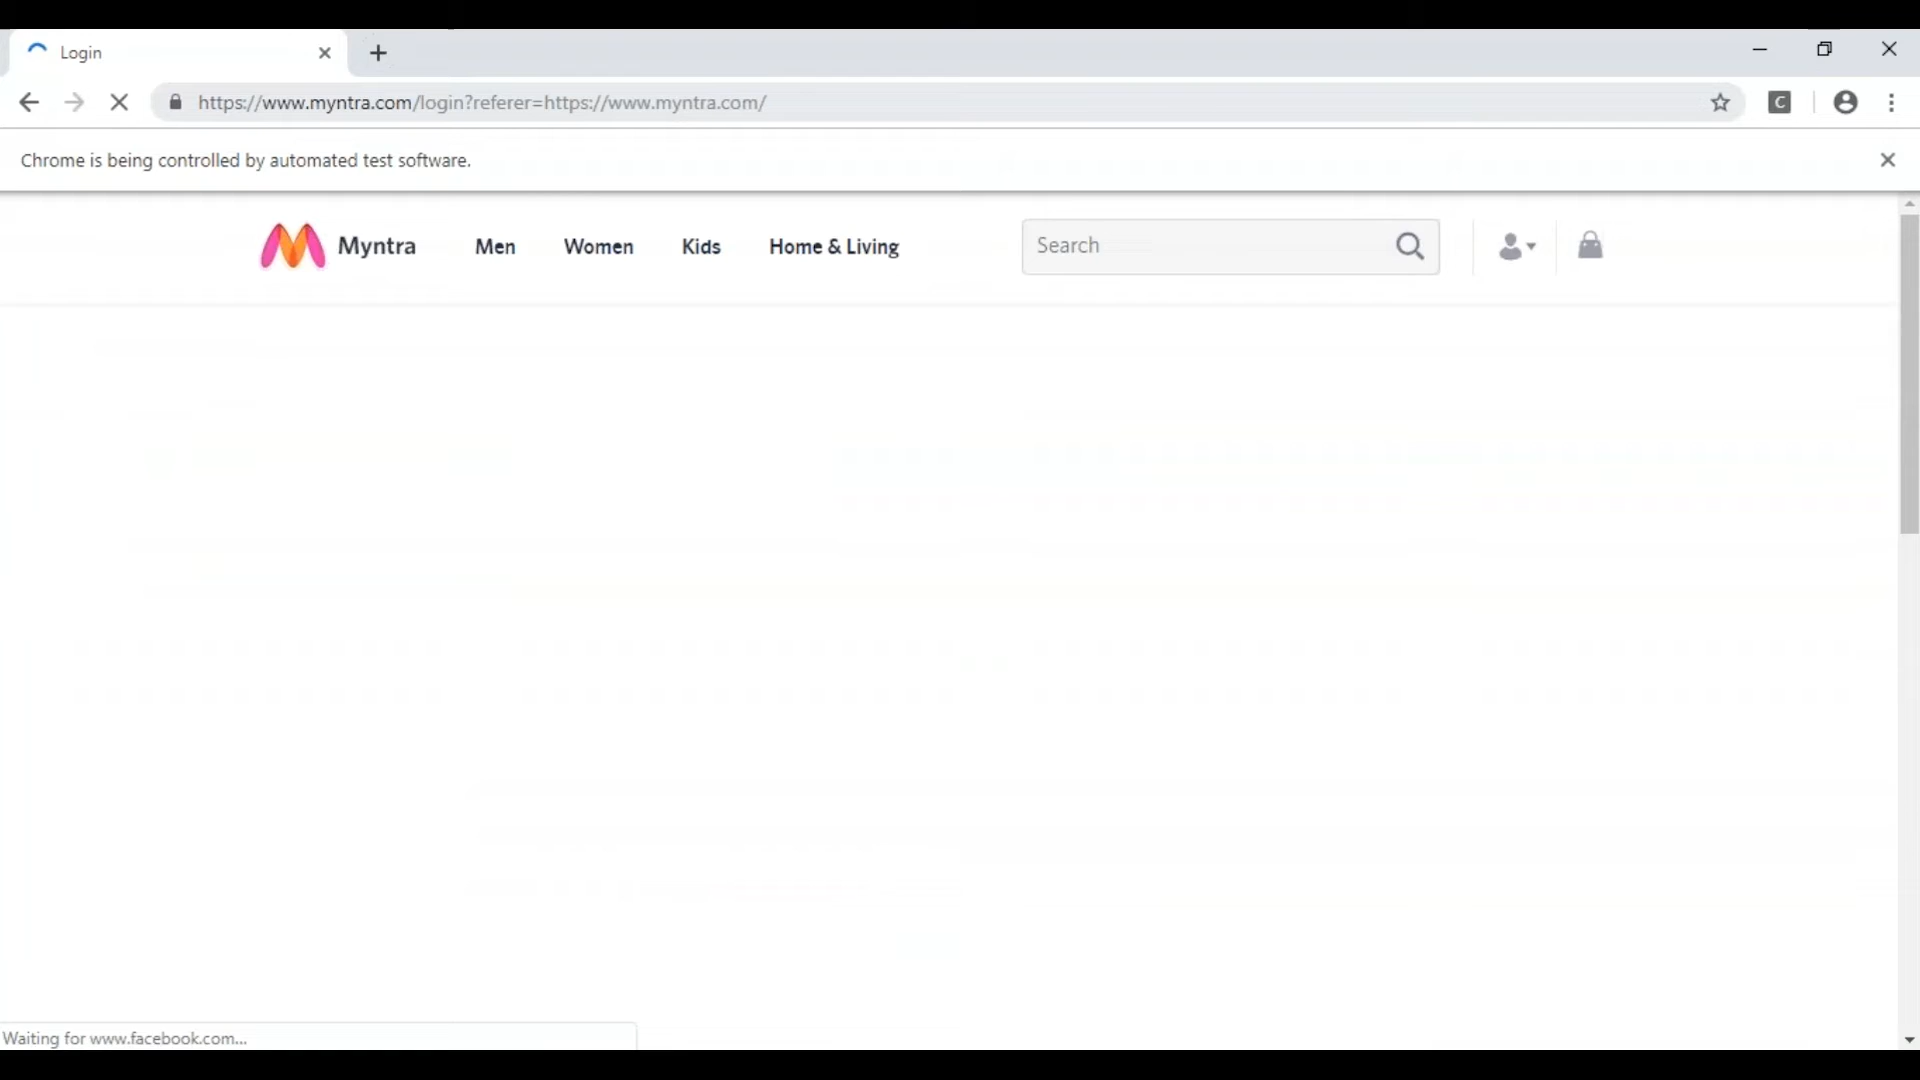 Login
https://www.myntra.com/login?referer=https://www.myntra.com/
C
Chrome is being controlled by automated test software.
Myntra
Men
Women
Kids
Home & Living
Search
Waiting for www.facebook.com...